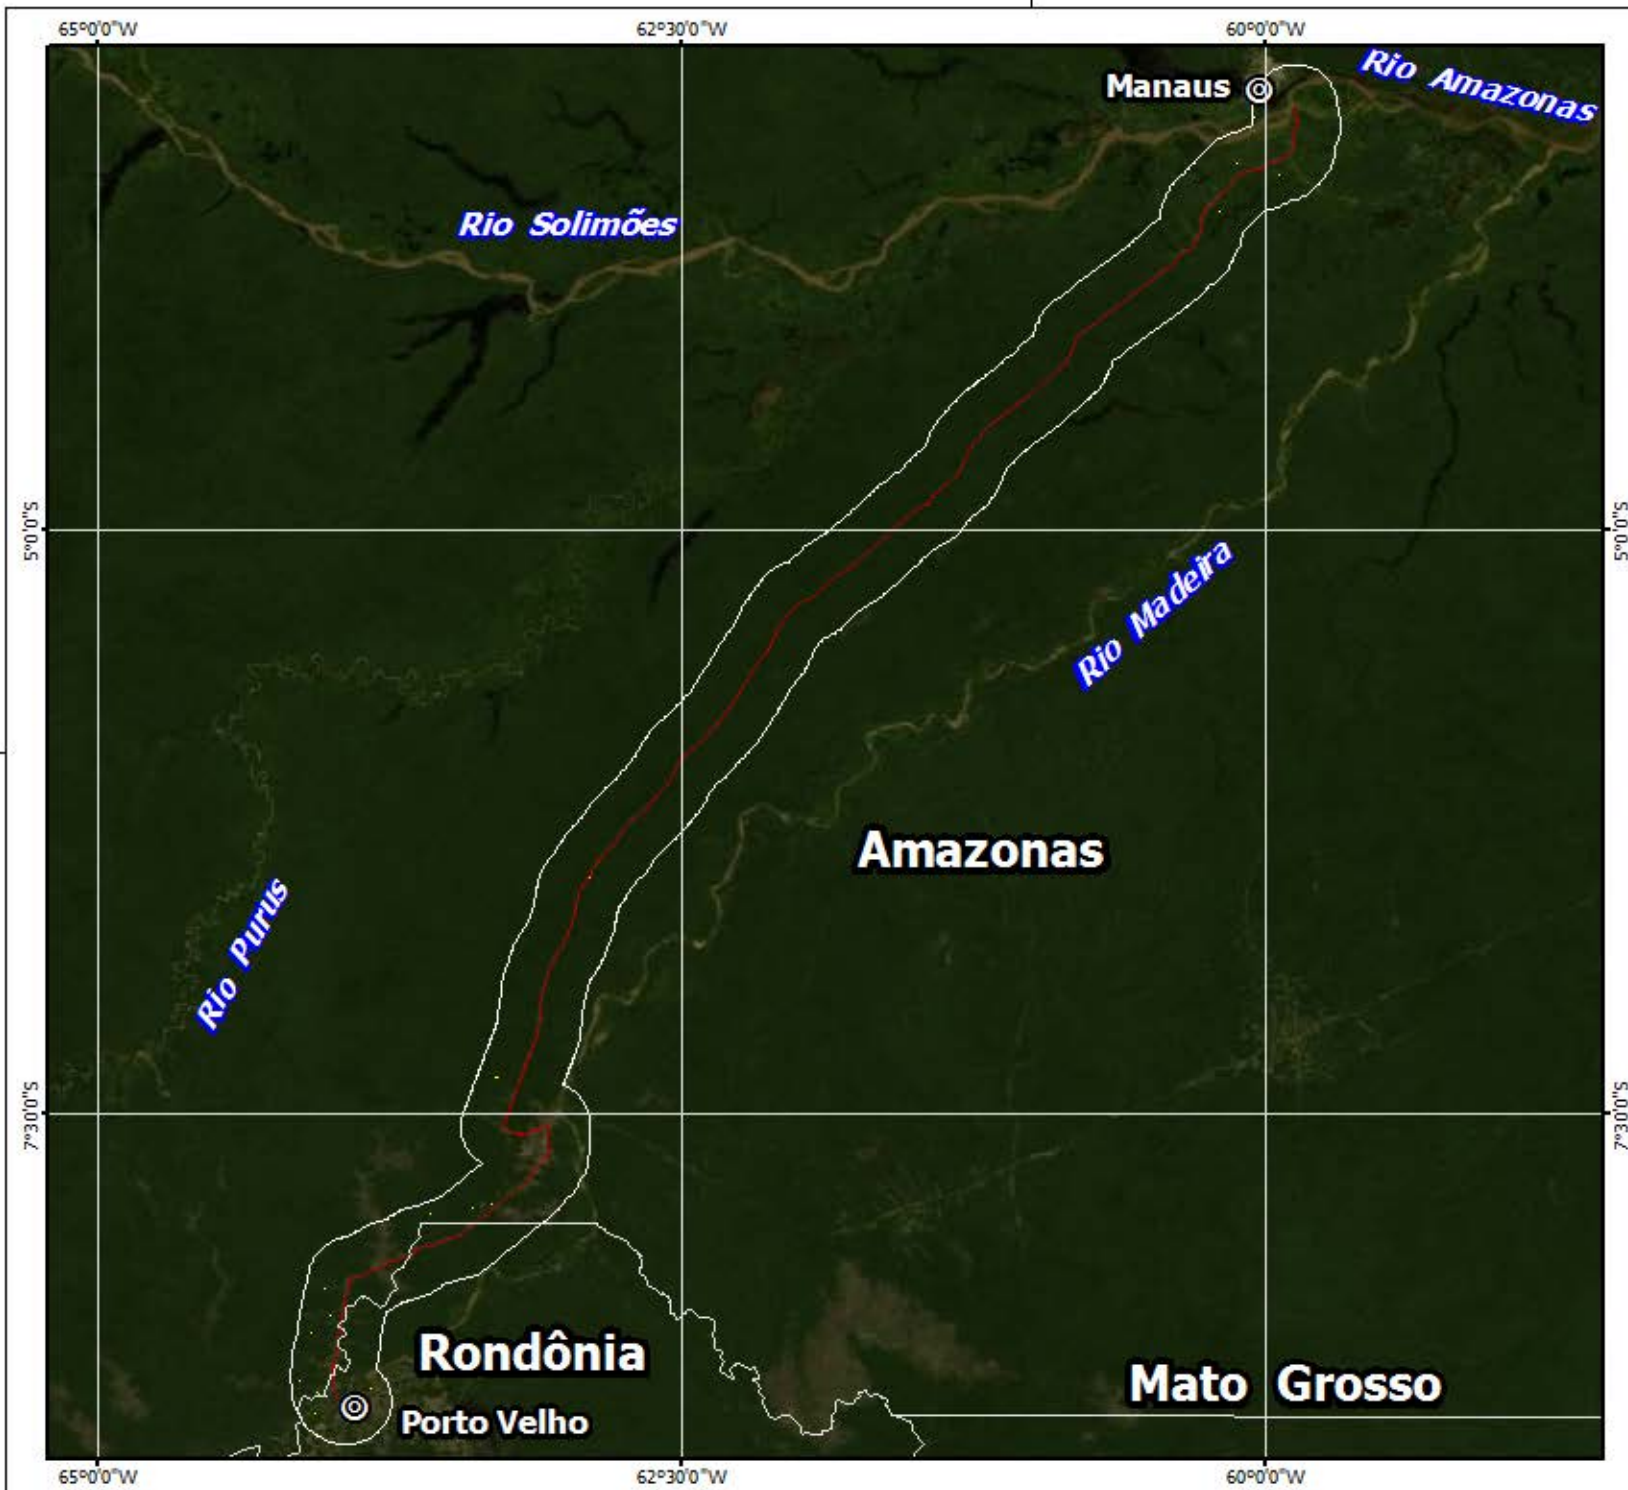 65°0'0"W 62°30'0"W 60°0'0"W
Manaus
Rio Amazonas
Rio Solimões
5°0'0"S 5°0'0"S
Rio Madeira
Amazonas
Rio Purus
7°30'0"S 7°30'0"S
Rondônia
Mato Grosso
Porto Velho
65°0'0"W 62°30'0"W 60°0'0"W